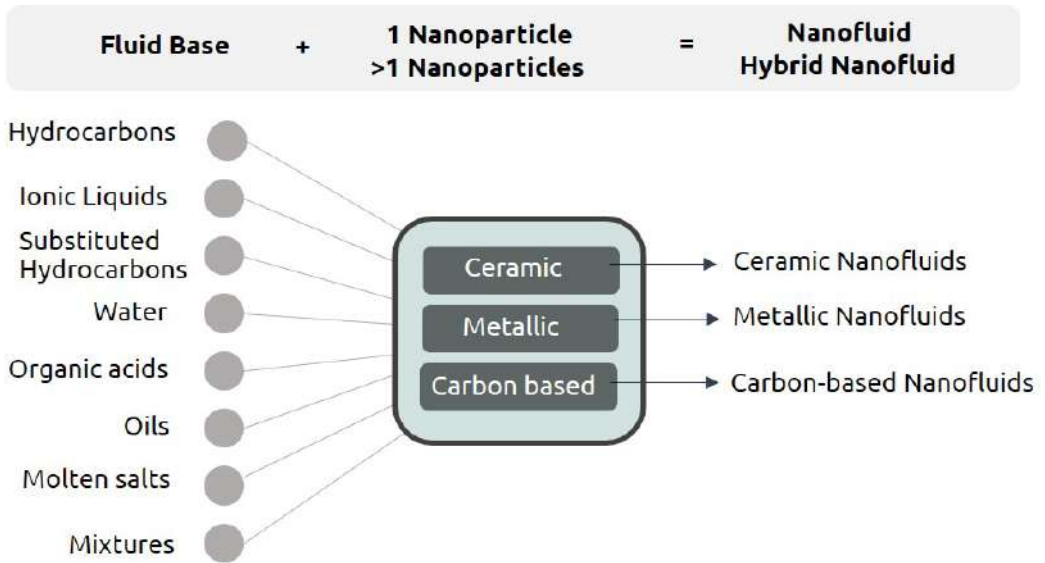 Fluid Base + 1 Nanoparticle = Nanofluid
>1 Nanoparticles Hybrid Nanofluid
Hydrocarbons
Ionic Liquids
Substituted
Hydrocarbons
Water
Organic acids
Oils
Molten salts
Mixtures
Ceramic
Metallic
Carbon based
Ceramic Nanofluids
Metallic Nanofluids
Carbon-based Nanofluids